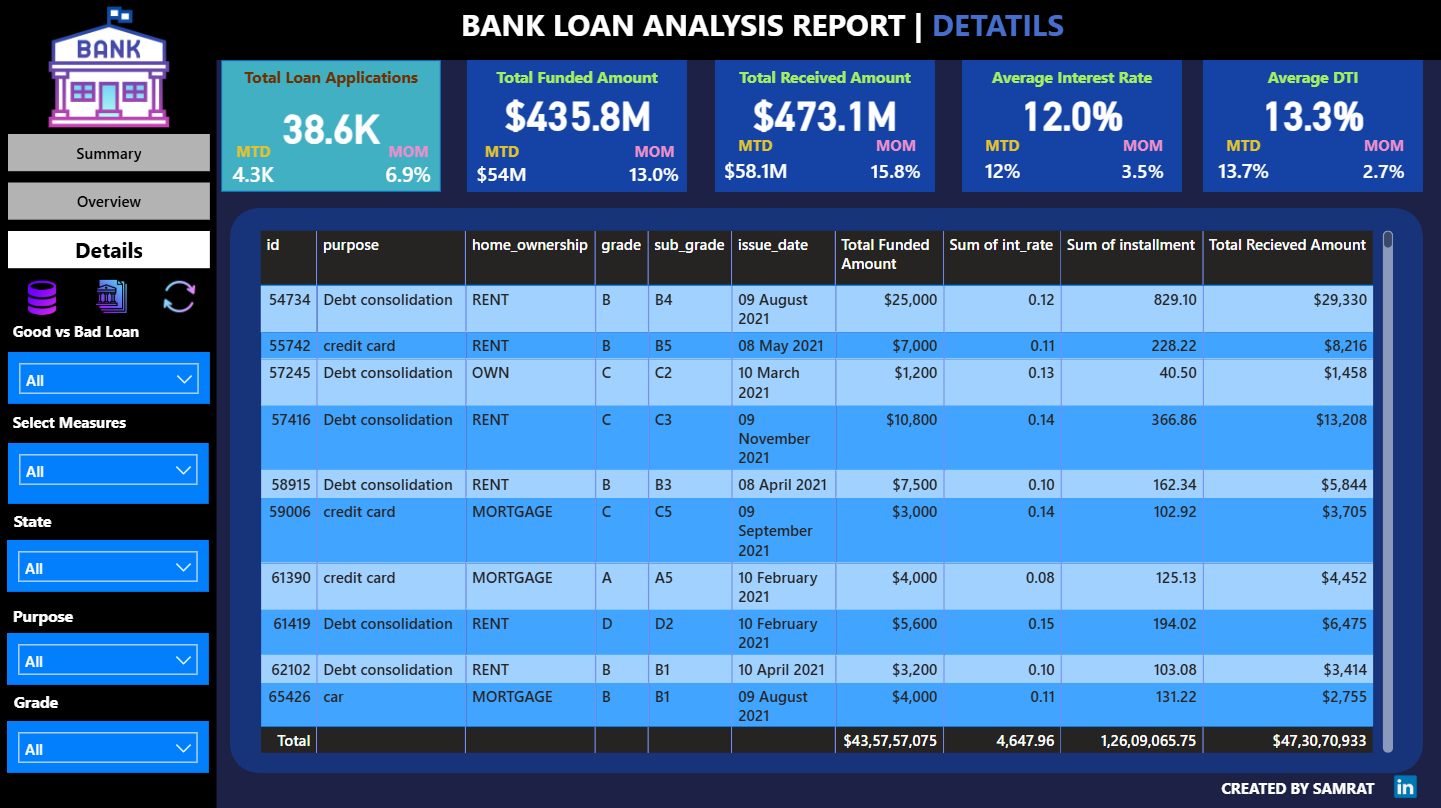 BANK
BANK LOAN ANALYSIS REPORT | DETATILS
Summary
Overview
Details
Good vs Bad Loan
All
Select Measures
All
State
All
Purpose
All
Grade
All
Total Loan Applications
38.6K
MTD MOM
4.3K 6.9%
Total Funded Amount
$435.8M
MTD MOM
$54M 13.0%
Total Received Amount
$473.1M
MTD MOM
$58.1M 15.8%
Average Interest Rate
12.0%
MTD MOM
12% 3.5%
Average DTI
13.3%
MTD MOM
13.7% 2.7%
id purpose home_ownership grade sub_grade issue_date Total Funded Sum of int_rate Sum of installment Total Recieved Amount
Amount
54734 Debt consolidation RENT B B4 09 August $25,000 0.12 829.10 $29,330
2021
55742 credit card RENT B B5 08 May 2021 $7,000 0.11 228.22 $8,216
57245 Debt consolidation OWN C C2 10 March $1,200 0.13 40.50 $1,458
2021
57416 Debt consolidation RENT C C3 09 $10,800 0.14 366.86 $13,208
November
2021
58915 Debt consolidation RENT B B3 08 April 2021 $7,500 0.10 162.34 $5,844
59006 credit card MORTGAGE C C5 09 $3,000 0.14 102.92 $3,705
September
2021
61390 credit card MORTGAGE A A5 10 February $4,000 0.08 125.13 $4,452
2021
61419 Debt consolidation RENT D D2 10 February $5,600 0.15 194.02 $6,475
2021
62102 Debt consolidation RENT B B1 10 April 2021 $3,200 0.10 103.08 $3,414
65426 car MORTGAGE B B1 09 August $4,000 0.11 131.22 $2,755
2021
Total $43,57,57,075 4,647.96 1,26,09,065.75 $47,30,70,933
CREATED BY SAMRAT in